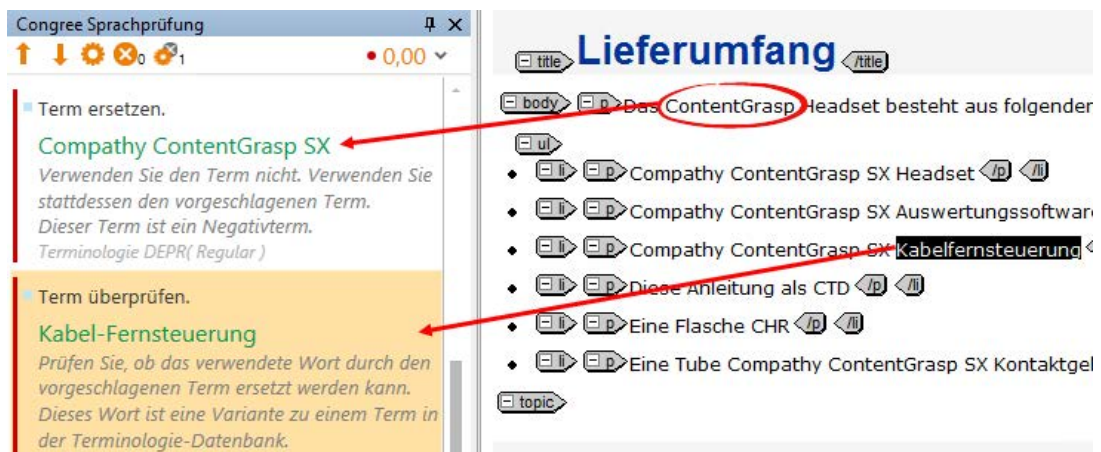 Congree Sprachprüfung
0 1 0,00
Term ersetzen.
Compathy ContentGrasp SX
Verwenden Sie den Term nicht. Verwenden Sie
stattdessen den vorgeschlagenen Term.
Dieser Term ist ein Negativterm.
Terminologie DEPR( Regular )
Term überprüfen.
Kabel-Fernsteuerung
Prüfen Sie, ob das verwendete Wort durch den
vorgeschlagenen Term ersetzt werden kann.
Dieses Wort ist eine Variante zu einem Term in
der Terminologie-Datenbank.
title Lieferumfang /title
body p Das ContentGrasp Headset besteht aus folgenden
ul
li p Compathy ContentGrasp SX Headset /p /li
li p Compathy ContentGrasp SX Auswertungssoftware
li p Compathy ContentGrasp SX Kabelfernsteuerung
li p Diese Anleitung als CTD /p /li
li p Eine Flasche CHR /p /li
li p Eine Tube Compathy ContentGrasp SX Kontaktgel
topic